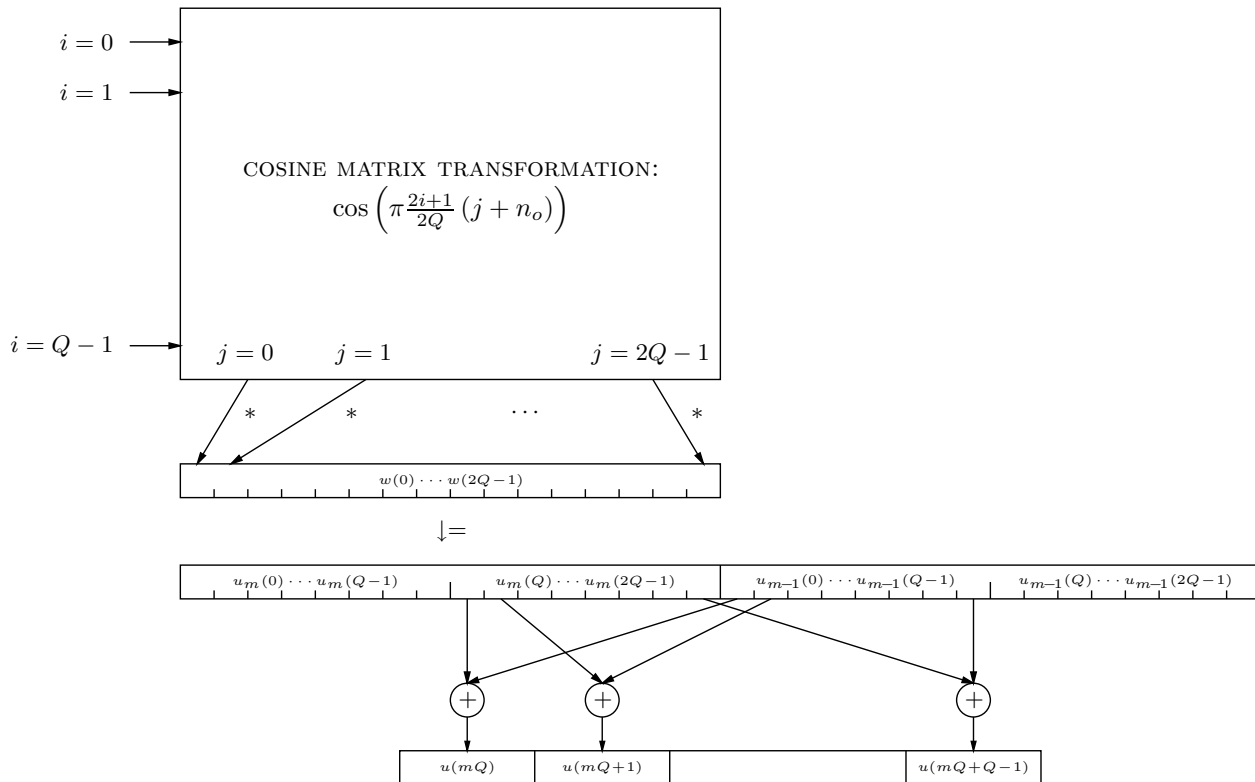 i = 0
i = 1
COSINE MATRIX TRANSFORMATION:
cos (π \frac{2i+1}{2Q} (j + n_o))
i = Q − 1
j = 0 j = 1 j = 2Q − 1
* * ··· *
w(0) ··· w(2Q−1)
↓=
u_m(0) ··· u_m(Q−1) u_m(Q) ··· u_m(2Q−1) u_{m−1}(0) ··· u_{m−1}(Q−1) u_{m−1}(Q) ··· u_{m−1}(2Q−1)
+ + +
u(mQ) u(mQ+1) u(mQ+Q−1)